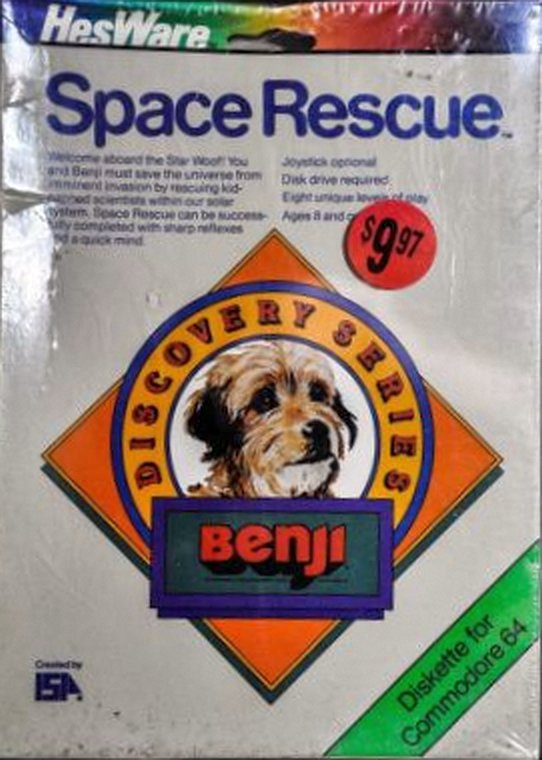 HesWare
Space Rescue™
Welcome aboard the Star Woof! You
and Benji must save the universe from
imminent invasion by rescuing kid-
napped scientists within our solar
system. Space Rescue can be success-
fully completed with sharp reflexes
and a quick mind.
Joystick optional
Disk drive required
Eight unique levels of play
Ages 8 and
$9.97
DISCOVERY SERIES
Benji
Created by
ISA
Diskette for
Commodore 64